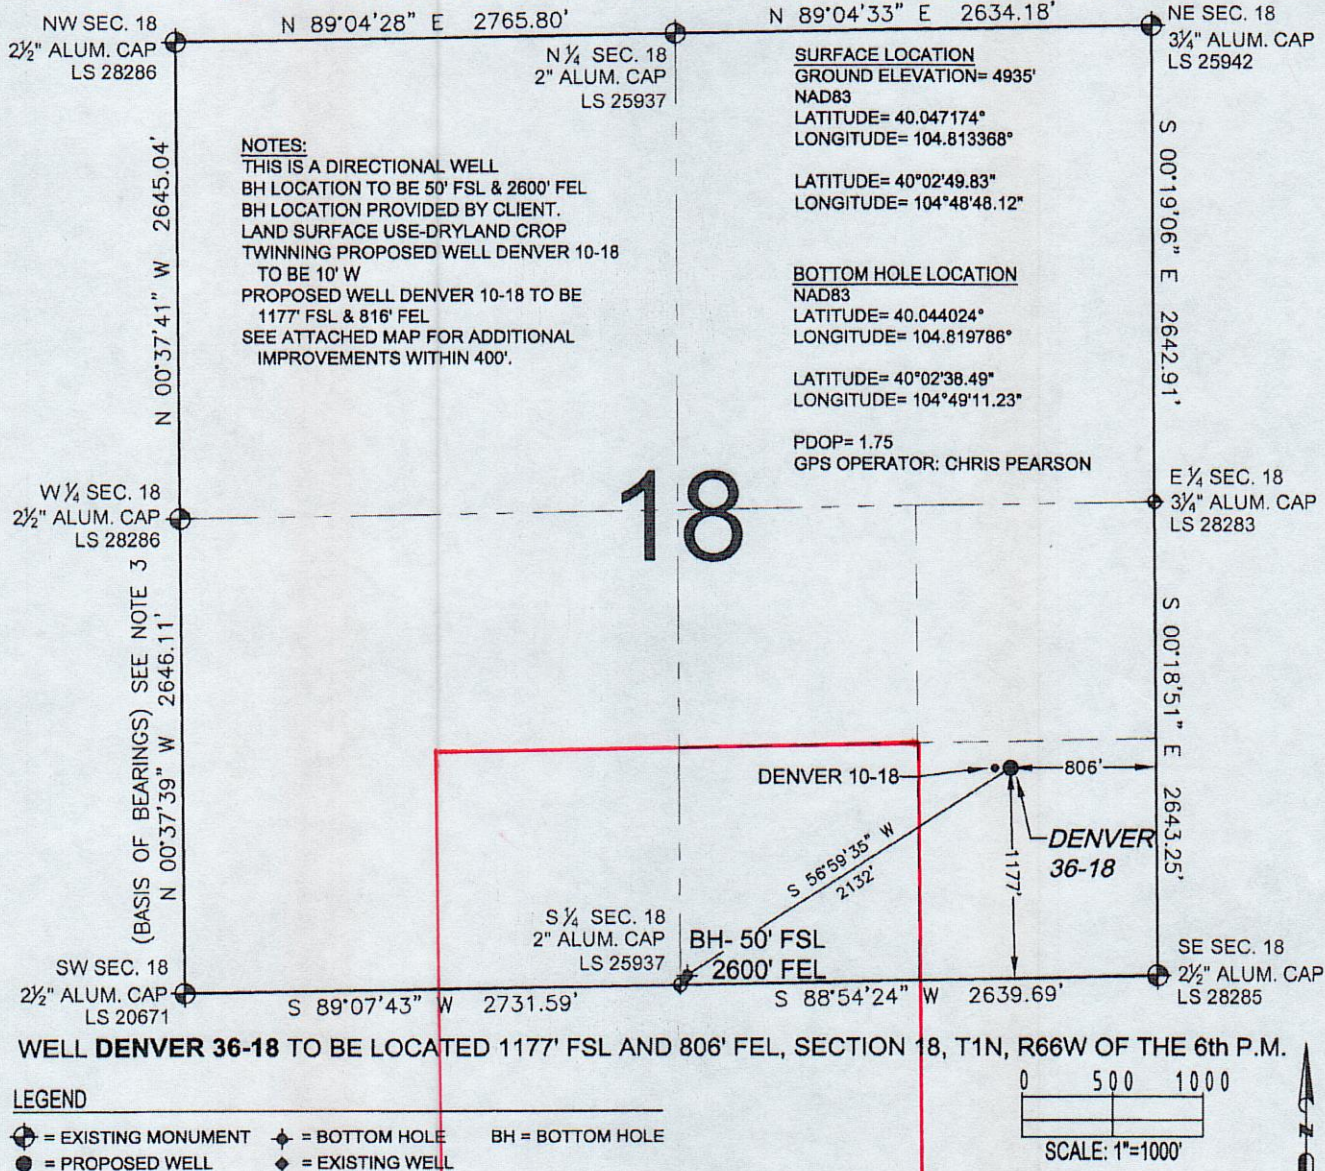 NW SEC. 18
2½" ALUM. CAP
LS 28286
N 89°04'28" E 2765.80'
N ¼ SEC. 18
2" ALUM. CAP
LS 25937
N 89°04'33" E 2634.18'
NE SEC. 18
3¼" ALUM. CAP
LS 25942
SURFACE LOCATION
GROUND ELEVATION= 4935'
NAD83
LATITUDE= 40.047174°
LONGITUDE= 104.813368°
LATITUDE= 40°02'49.83"
LONGITUDE= 104°48'48.12"
NOTES:
THIS IS A DIRECTIONAL WELL
BH LOCATION TO BE 50' FSL & 2600' FEL
BH LOCATION PROVIDED BY CLIENT.
LAND SURFACE USE-DRYLAND CROP
TWINNING PROPOSED WELL DENVER 10-18
TO BE 10' W
PROPOSED WELL DENVER 10-18 TO BE
1177' FSL & 816' FEL
SEE ATTACHED MAP FOR ADDITIONAL
IMPROVEMENTS WITHIN 400'.
BOTTOM HOLE LOCATION
NAD83
LATITUDE= 40.044024°
LONGITUDE= 104.819786°
LATITUDE= 40°02'38.49"
LONGITUDE= 104°49'11.23"
PDOP= 1.75
GPS OPERATOR: CHRIS PEARSON
N 00°37'41" W 2645.04'
S 00°19'06" E 2642.91'
18
W ¼ SEC. 18
2½" ALUM. CAP
LS 28286
E ¼ SEC. 18
3¼" ALUM. CAP
LS 28283
(BASIS OF BEARINGS) SEE NOTE 3
N 00°37'39" W 2646.11'
S 00°18'51" E 2643.25'
DENVER 10-18
806'
DENVER
36-18
1177'
S 56°59'35" W
2132'
S ¼ SEC. 18
2" ALUM. CAP
LS 25937
BH- 50' FSL
2600' FEL
SW SEC. 18
2½" ALUM. CAP
LS 20671
S 89°07'43" W 2731.59'
S 88°54'24" W 2639.69'
SE SEC. 18
2½" ALUM. CAP
LS 28285
WELL DENVER 36-18 TO BE LOCATED 1177' FSL AND 806' FEL, SECTION 18, T1N, R66W OF THE 6th P.M.
LEGEND
= EXISTING MONUMENT
= BOTTOM HOLE
BH = BOTTOM HOLE
= PROPOSED WELL
= EXISTING WELL
0 500 1000
SCALE: 1"=1000'
N